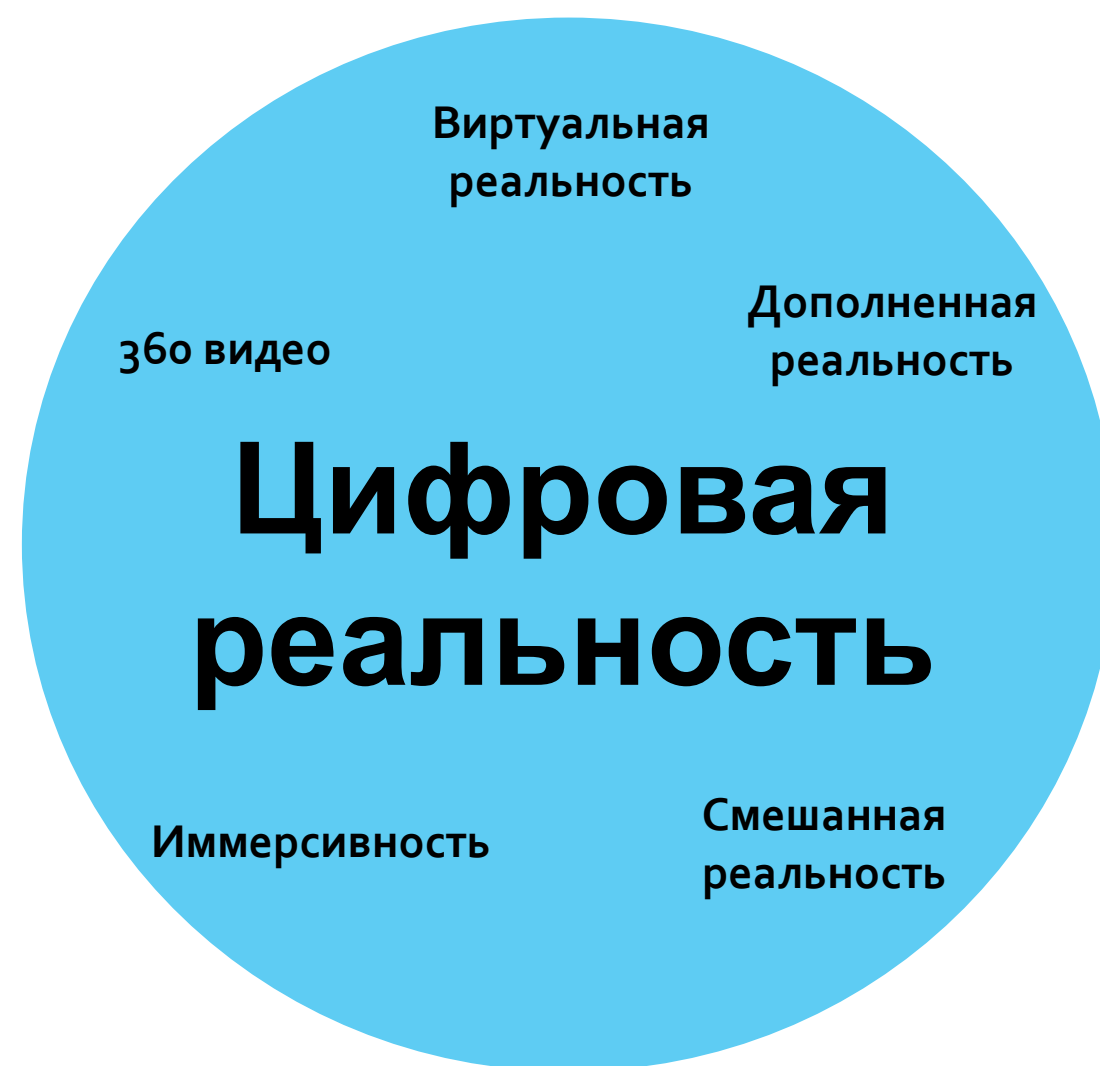 Виртуальная
реальность
Дополненная
реальность
360 видео
Цифровая
реальность
Смешанная
реальность
Иммерсивность